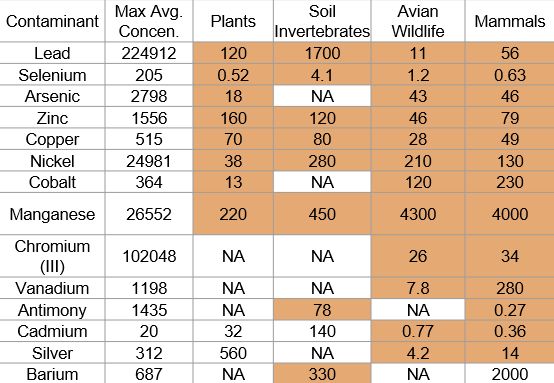 Contaminant Max Avg. Concen. Plants Soil Invertebrates Avian Wildlife Mammals
Lead 224912 120 1700 11 56
Selenium 205 0.52 4.1 1.2 0.63
Arsenic 2798 18 NA 43 46
Zinc 1556 160 120 46 79
Copper 515 70 80 28 49
Nickel 24981 38 280 210 130
Cobalt 364 13 NA 120 230
Manganese 26552 220 450 4300 4000
Chromium (III) 102048 NA NA 26 34
Vanadium 1198 NA NA 7.8 280
Antimony 1435 NA 78 NA 0.27
Cadmium 20 32 140 0.77 0.36
Silver 312 560 NA 4.2 14
Barium 687 NA 330 NA 2000